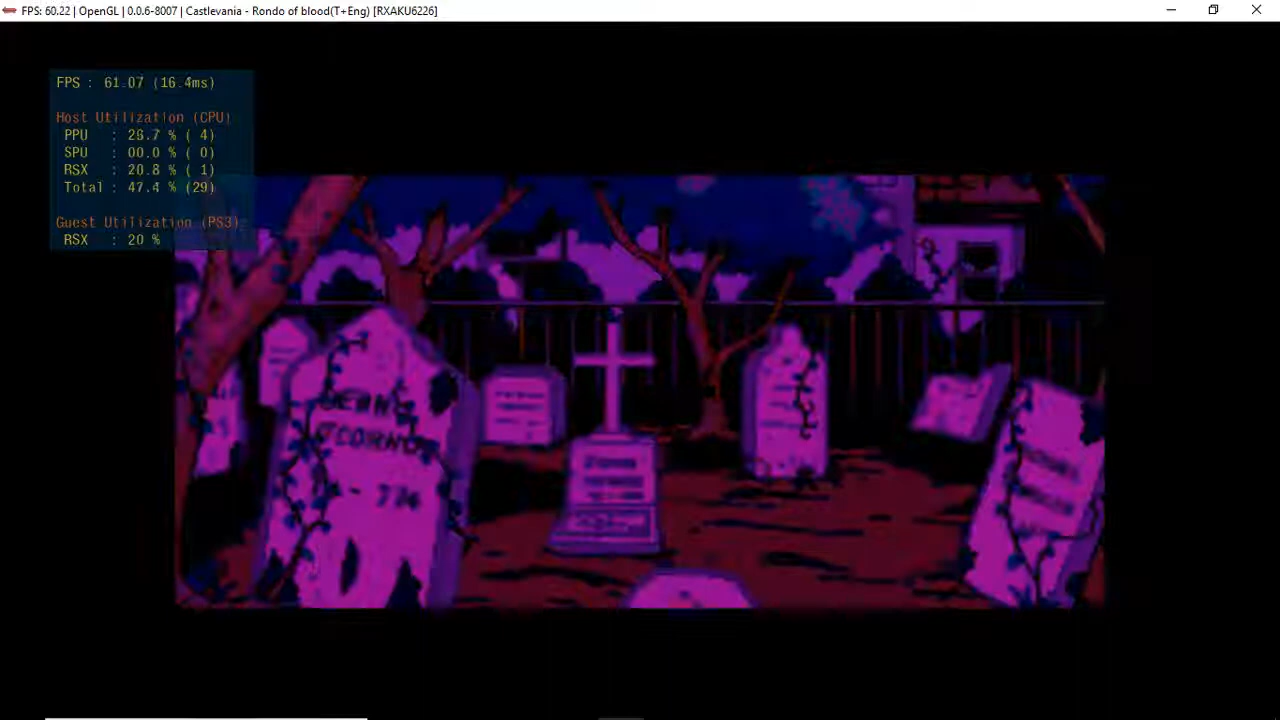 FPS: 60.22 | OpenGL | 0.0.6-8007 | Castlevania - Rondo of blood(T+Eng) [RXAKU6226]
FPS : 61.07 (16.4ms)
Host Utilization (CPU)
PPU : 26.7 % ( 4)
SPU : 00.0 % ( 0)
RSX : 20.8 % ( 1)
Total : 47.4 % (29)
Guest Utilization (PS3)
RSX : 20 %